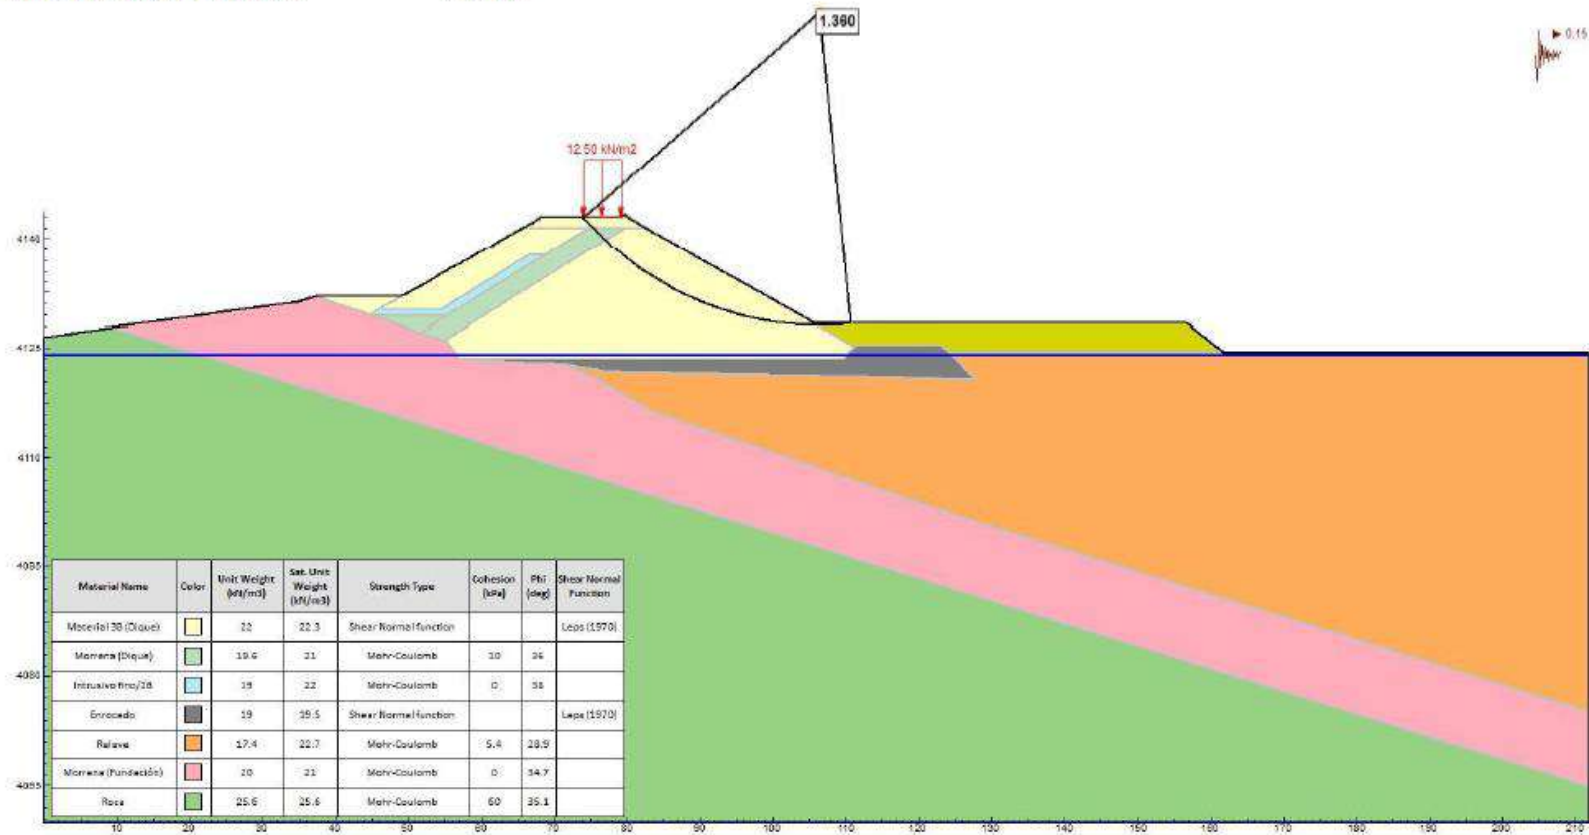 1.360
0.15
12.50 kN/m2
4140
4125
4110
4095
4080
4065
Material Name Color Unit Weight (kN/m3) Sat. Unit Weight (kN/m3) Strength Type Cohesion (kPa) Phi (deg) Shear Normal Function
Material 3B (Dique) 22 22.3 Shear Normal function Leps (1970)
Morrena (Dique) 19.6 21 Mohr-Coulomb 10 36
Intrusivo fino/2B 19 22 Mohr-Coulomb 0 38
Enrocado 19 19.5 Shear Normal function Leps (1970)
Relave 17.4 22.7 Mohr-Coulomb 5.4 28.9
Morrena (Fundación) 20 21 Mohr-Coulomb 0 34.7
Roca 25.6 25.6 Mohr-Coulomb 60 35.1
10 20 30 40 50 60 70 80 90 100 110 120 130 140 150 160 170 180 190 200 210